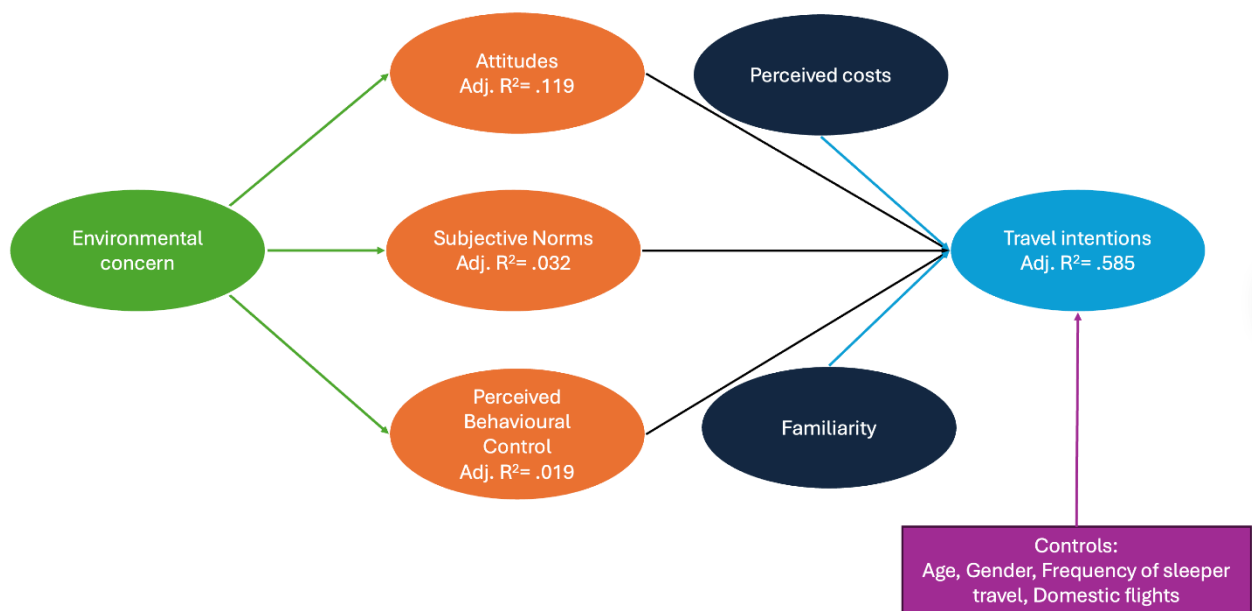 Attitudes
Adj. R²= .119
Perceived costs
Environmental
concern
Subjective Norms
Adj. R²= .032
Travel intentions
Adj. R²= .585
Perceived
Behavioural
Control
Adj. R²= .019
Familiarity
Controls:
Age, Gender, Frequency of sleeper
travel, Domestic flights